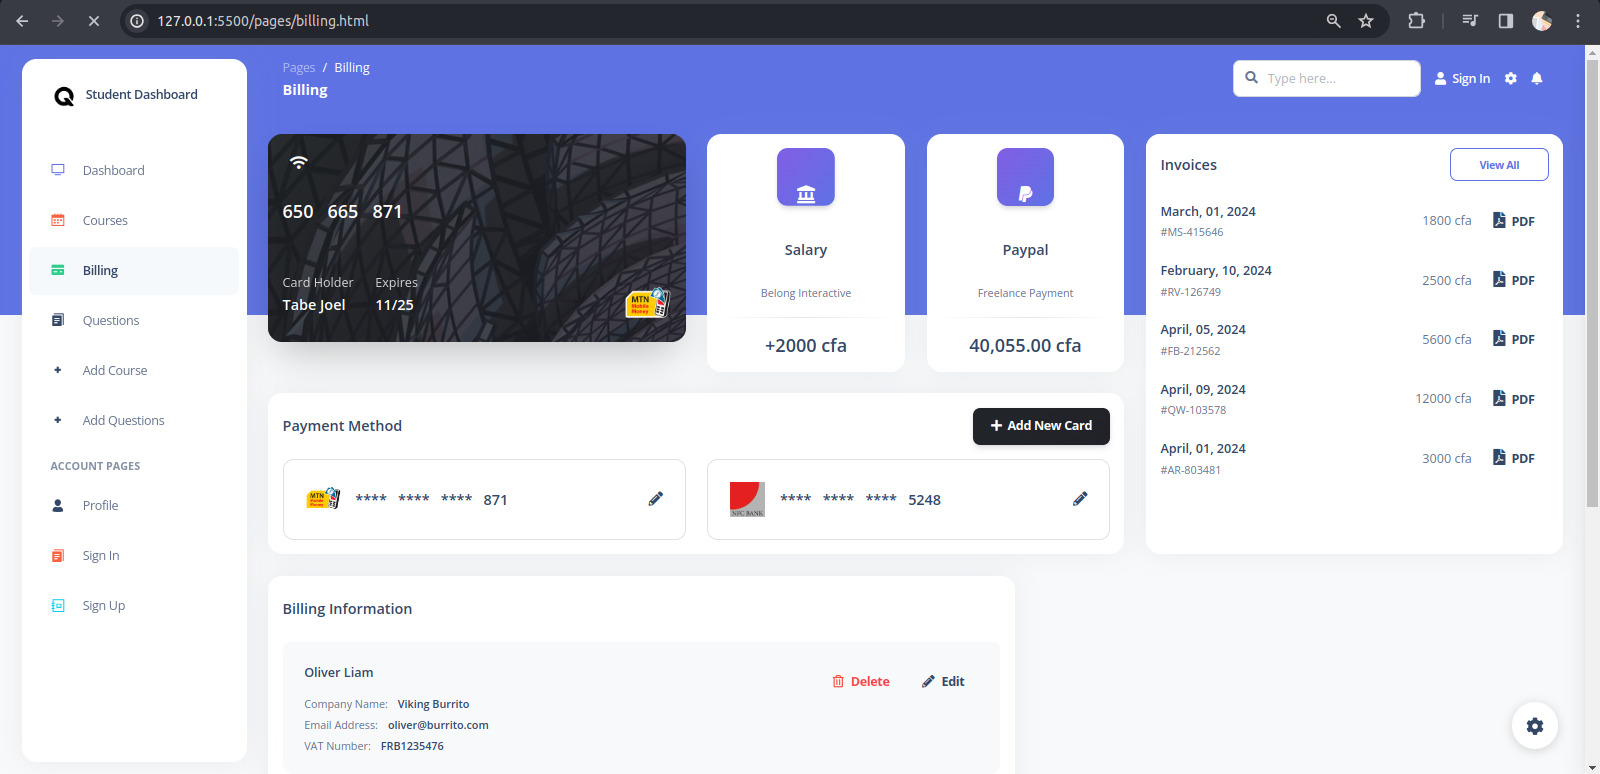 127.0.0.1:5500/pages/billing.html
Student Dashboard
Dashboard
Courses
Billing
Questions
Add Course
Add Questions
ACCOUNT PAGES
Profile
Sign In
Sign Up
Pages / Billing
Billing
Type here...
Sign In
650 665 871
Card Holder Expires
Tabe Joel 11/25
MTN
Mobile
Money
Salary
Belong Interactive
+2000 cfa
Paypal
Freelance Payment
40,055.00 cfa
Invoices
View All
March, 01, 2024
#MS-415646
1800 cfa PDF
February, 10, 2024
#RV-126749
2500 cfa PDF
April, 05, 2024
#FB-212562
5600 cfa PDF
April, 09, 2024
#QW-103578
12000 cfa PDF
April, 01, 2024
#AR-803481
3000 cfa PDF
Payment Method
+ Add New Card
MTN
Mobile
Money
**** **** **** 871
NFC BANK
**** **** **** 5248
Billing Information
Oliver Liam
Delete Edit
Company Name: Viking Burrito
Email Address: oliver@burrito.com
VAT Number: FRB1235476